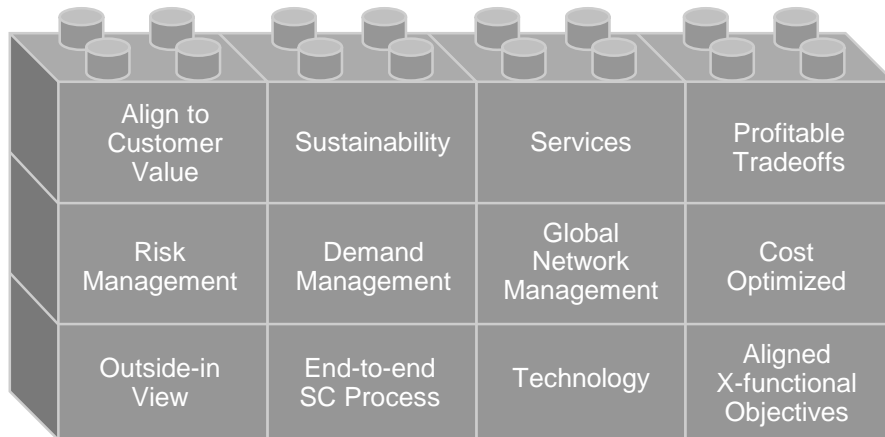 Align to
Customer
Value
Sustainability
Services
Profitable
Tradeoffs
Risk
Management
Demand
Management
Global
Network
Management
Cost
Optimized
Outside-in
View
End-to-end
SC Process
Technology
Aligned
X-functional
Objectives